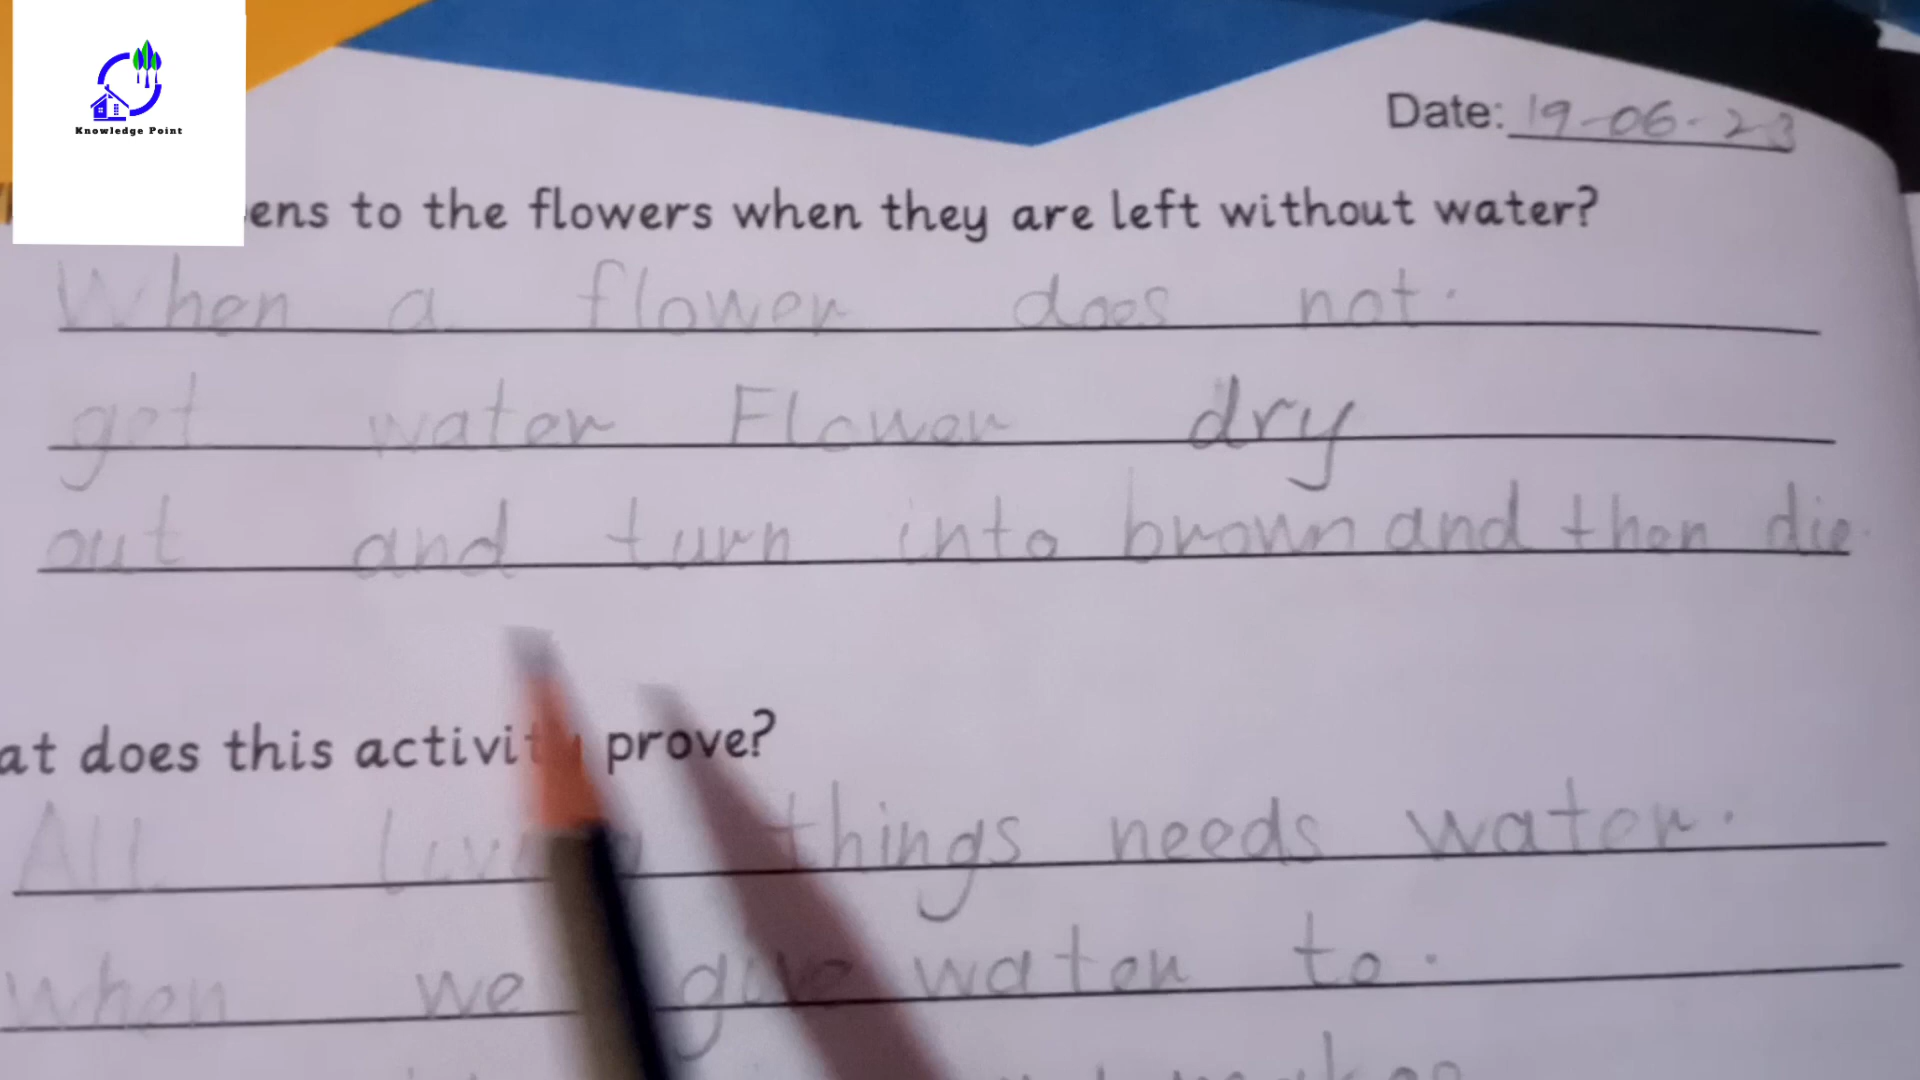 Knowledge Point
Date: 19-06-23
ens to the flowers when they are left without water?
When a flower does not.
get water Flower dry
out and turn into brown and then die.
at does this activity prove?
All things needs water.
when we give water to.